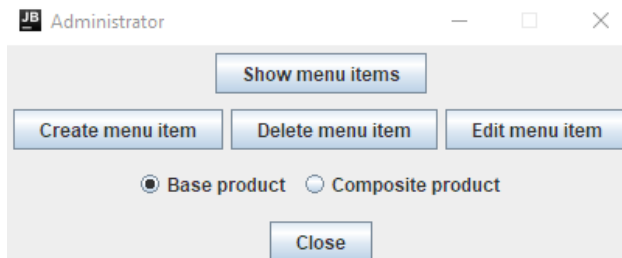 JB Administrator
Show menu items
Create menu item Delete menu item Edit menu item
Base product Composite product
Close